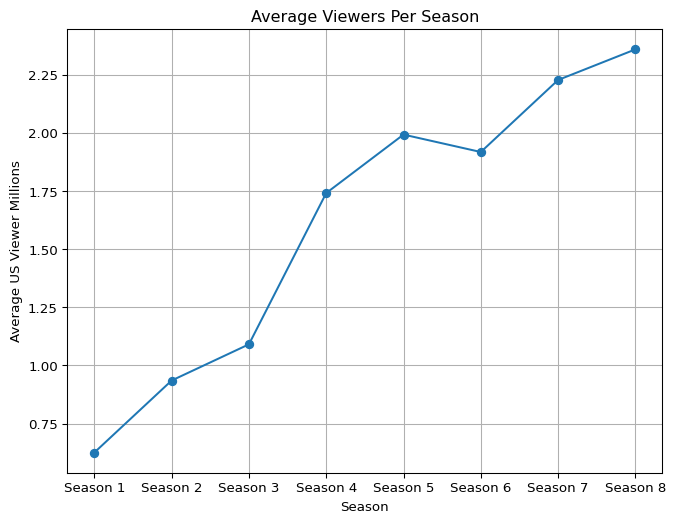 Average Viewers Per Season
Average US Viewer Millions
2.25
2.00
1.75
1.50
1.25
1.00
0.75
Season 1 Season 2 Season 3 Season 4 Season 5 Season 6 Season 7 Season 8
Season